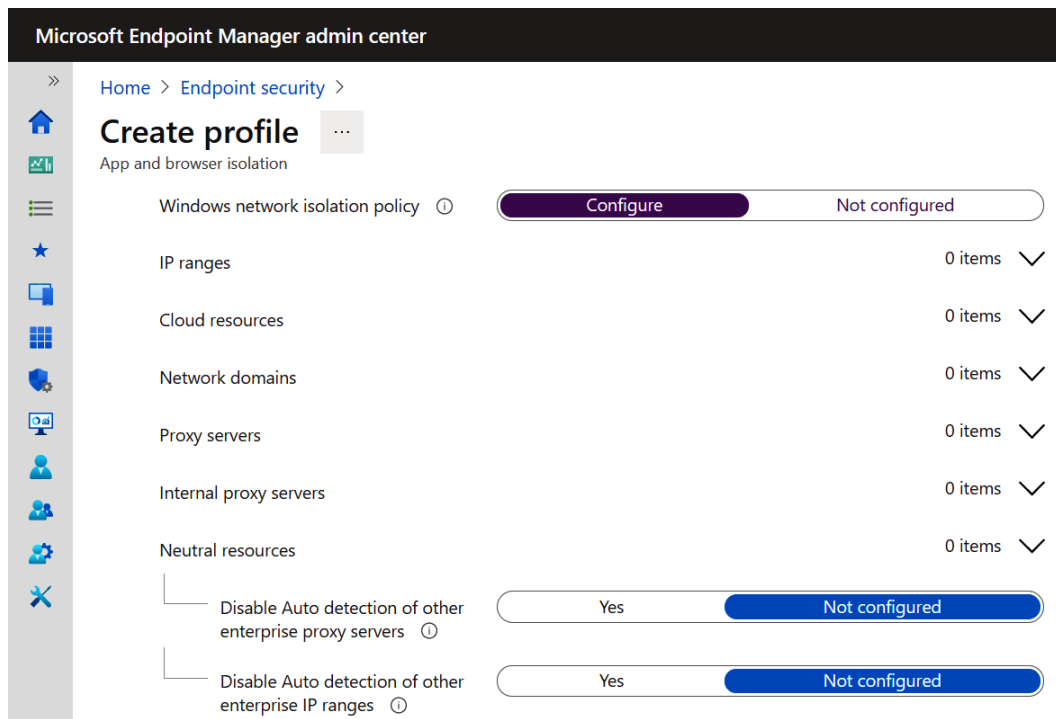 Microsoft Endpoint Manager admin center
Home > Endpoint security >
Create profile ...
App and browser isolation
Windows network isolation policy Configure Not configured
IP ranges 0 items
Cloud resources 0 items
Network domains 0 items
Proxy servers 0 items
Internal proxy servers 0 items
Neutral resources 0 items
Disable Auto detection of other
enterprise proxy servers Yes Not configured
Disable Auto detection of other
enterprise IP ranges Yes Not configured